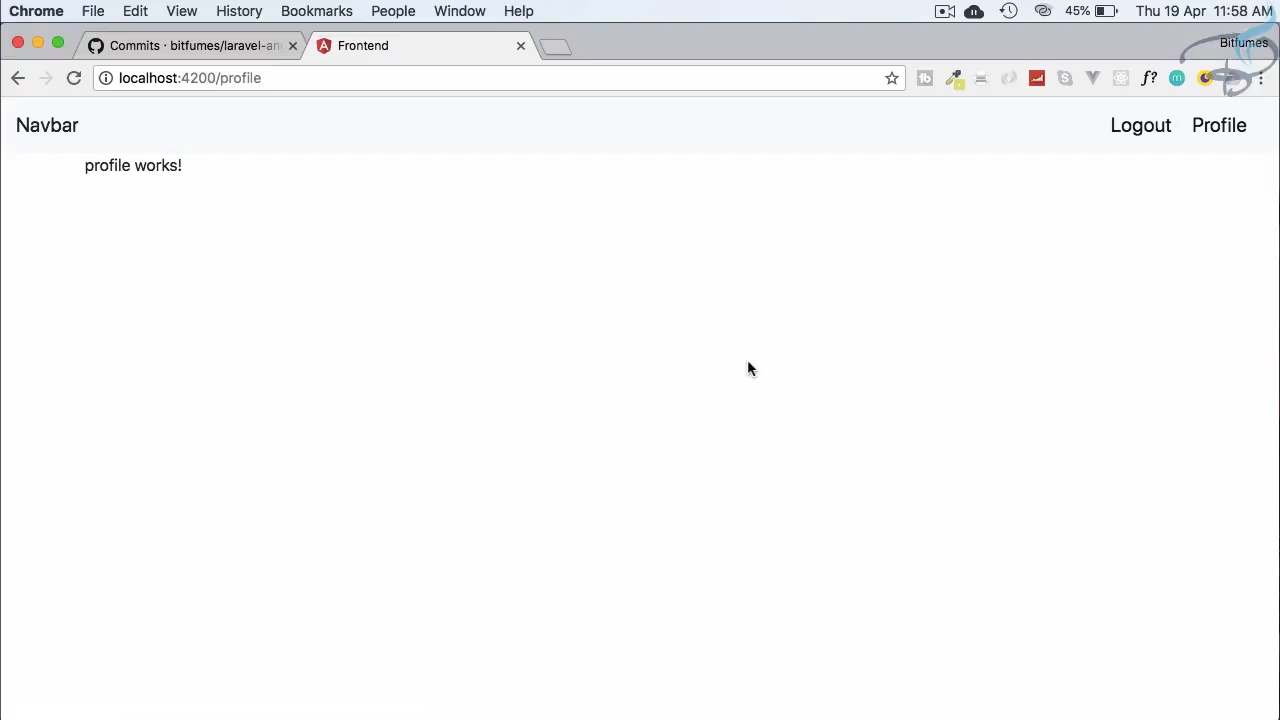 Chrome File Edit View History Bookmarks People Window Help 45% Thu 19 Apr 11:58 AM
Commits · bitfumes/laravel-an Frontend Bitfumes
localhost:4200/profile f?
Navbar Logout Profile
profile works!